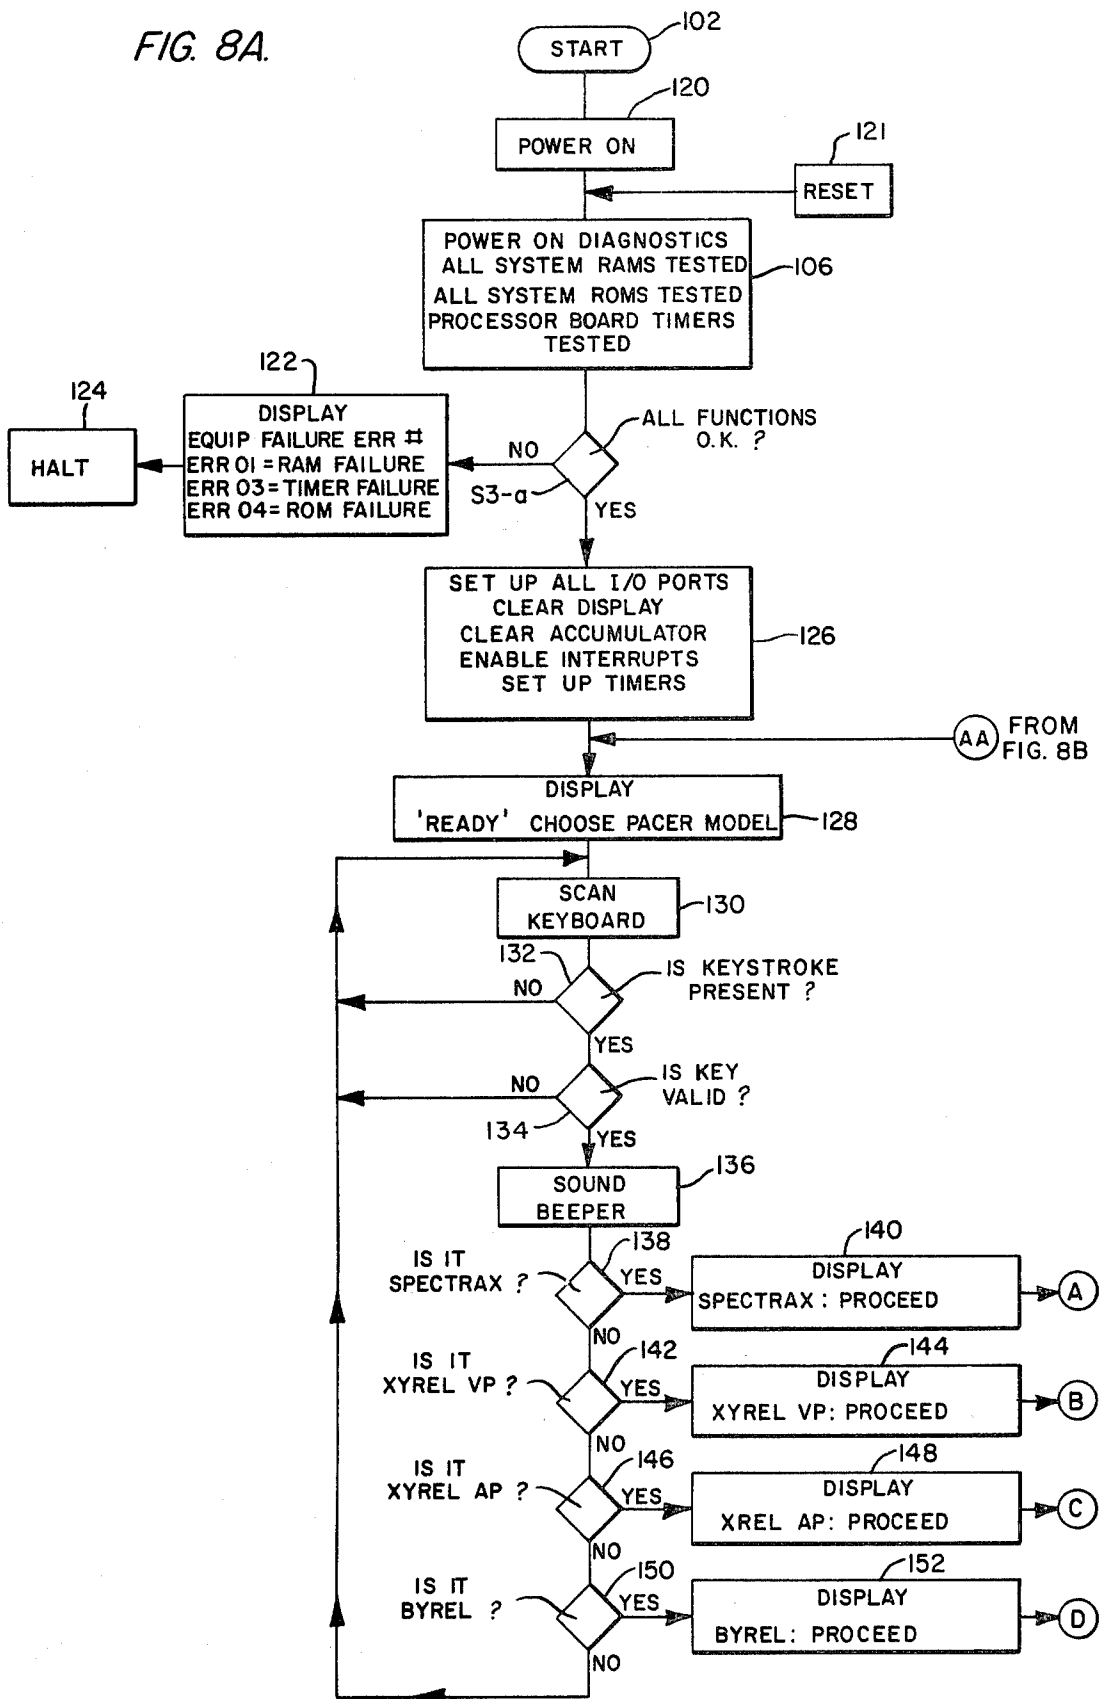 FIG. 8A.
102
START
120
POWER ON
121
RESET
POWER ON DIAGNOSTICS
ALL SYSTEM RAMS TESTED
ALL SYSTEM ROMS TESTED
PROCESSOR BOARD TIMERS
TESTED
106
122
124
DISPLAY
EQUIP FAILURE ERR #
ERR 01 = RAM FAILURE
ERR 03 = TIMER FAILURE
ERR 04 = ROM FAILURE
HALT
NO
ALL FUNCTIONS
O.K. ?
S3-a
YES
SET UP ALL I/O PORTS
CLEAR DISPLAY
CLEAR ACCUMULATOR
ENABLE INTERRUPTS
SET UP TIMERS
126
AA
FROM
FIG. 8B
DISPLAY
'READY' CHOOSE PACER MODEL
128
SCAN
KEYBOARD
130
132
NO
IS KEYSTROKE
PRESENT ?
YES
NO
IS KEY
VALID ?
134
YES
136
SOUND
BEEPER
IS IT
SPECTRAX ?
138
YES
NO
140
DISPLAY
SPECTRAX : PROCEED
A
IS IT
XYREL VP ?
142
YES
NO
144
DISPLAY
XYREL VP: PROCEED
B
IS IT
XYREL AP ?
146
YES
NO
148
DISPLAY
XREL AP: PROCEED
C
IS IT
BYREL ?
150
YES
NO
152
DISPLAY
BYREL: PROCEED
D